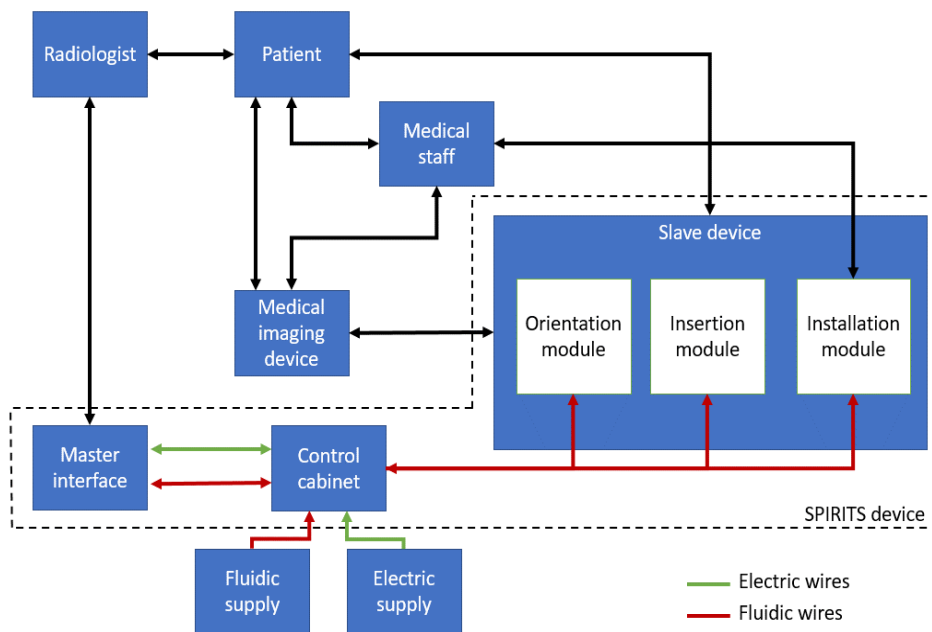 Radiologist
Patient
Medical
staff
Slave device
Medical
imaging
device
Orientation
module
Insertion
module
Installation
module
Master
interface
Control
cabinet
SPIRITS device
Fluidic
supply
Electric
supply
Electric wires
Fluidic wires